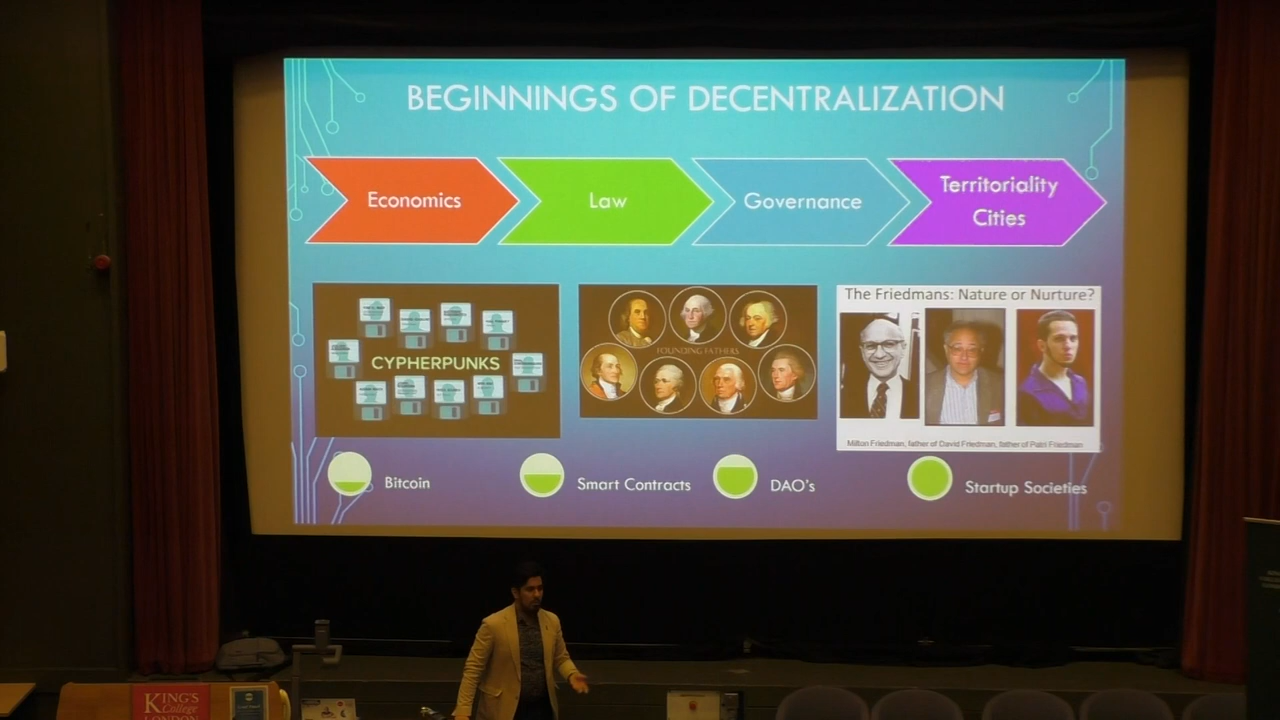 BEGINNINGS OF DECENTRALIZATION
Economics
Law
Governance
Territoriality
Cities
CYPHERPUNKS
FOUNDING FATHERS
The Friedmans: Nature or Nurture?
Milton Friedman, father of David Friedman, father of Patri Friedman
Bitcoin
Smart Contracts
DAO's
Startup Societies
KING'S
College
LONDON